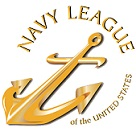 NAVY LEAGUE
of the UNITED STATES